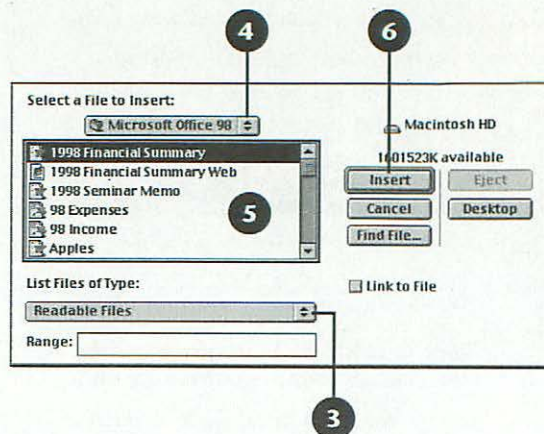 4
6
Select a File to Insert:
Microsoft Office 98
Macintosh HD
1998 Financial Summary
1601523K available
1998 Financial Summary Web
Insert
Eject
1998 Seminar Memo
98 Expenses
5
Cancel
Desktop
98 Income
Find File...
Apples
List Files of Type:
Link to File
Readable Files
Range:
3